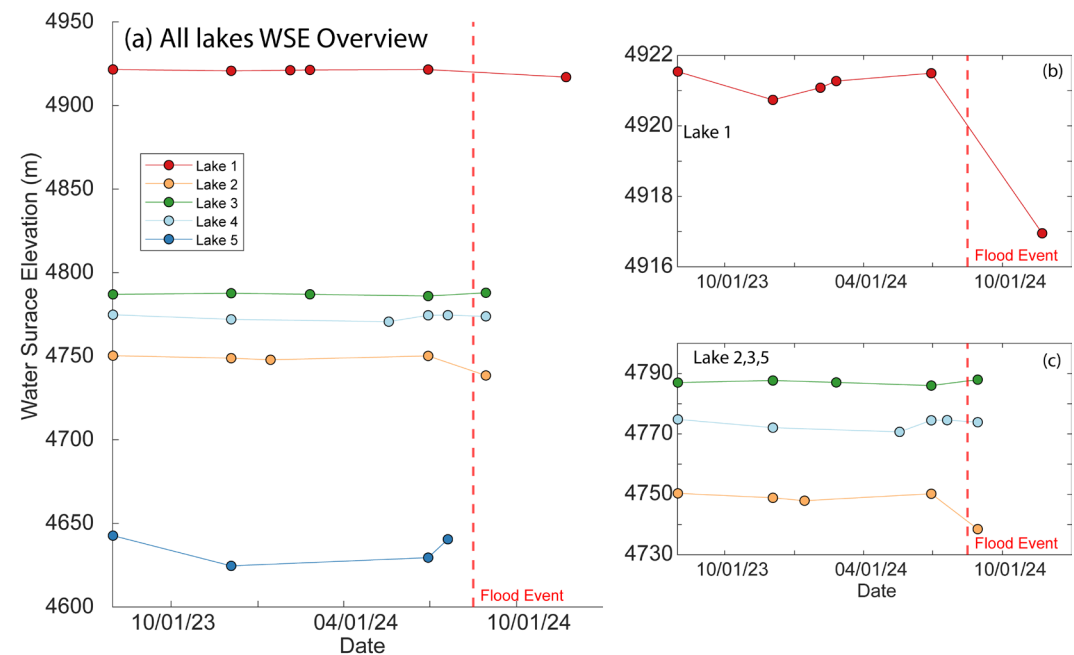 (a) All lakes WSE Overview
Water Surace Elevation (m)
4950
4900
4850
4800
4750
4700
4650
4600
Lake 1
Lake 2
Lake 3
Lake 4
Lake 5
Flood Event
10/01/23
04/01/24
10/01/24
Date
(b)
4922
4920
4918
4916
Lake 1
Flood Event
10/01/23
04/01/24
10/01/24
Lake 2,3,5
(c)
4790
4770
4750
4730
Flood Event
10/01/23
04/01/24
10/01/24
Date